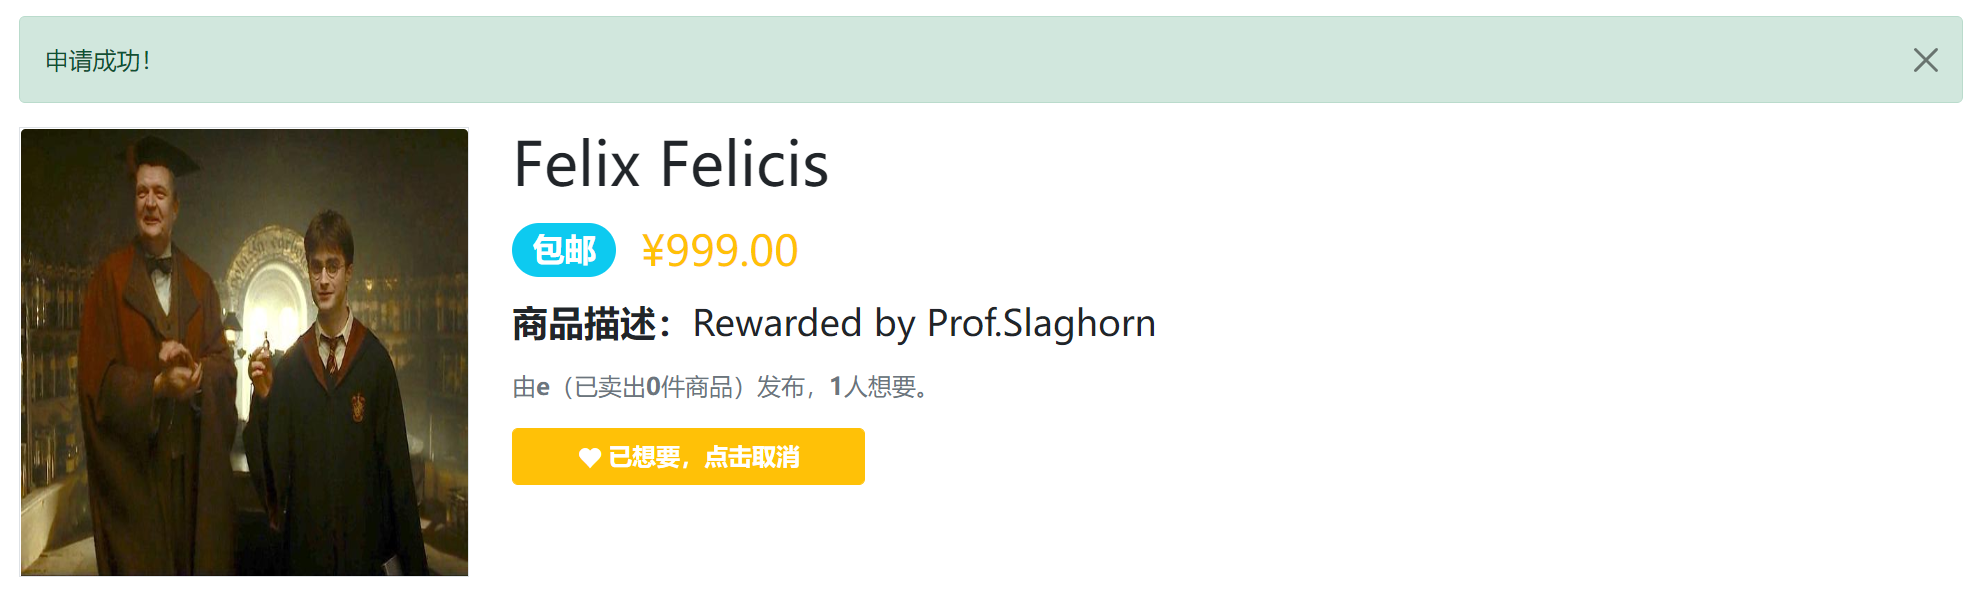 申请成功！
Felix Felicis
包邮 ¥999.00
商品描述：Rewarded by Prof.Slaghorn
由e（已卖出0件商品）发布，1人想要。
已想要，点击取消